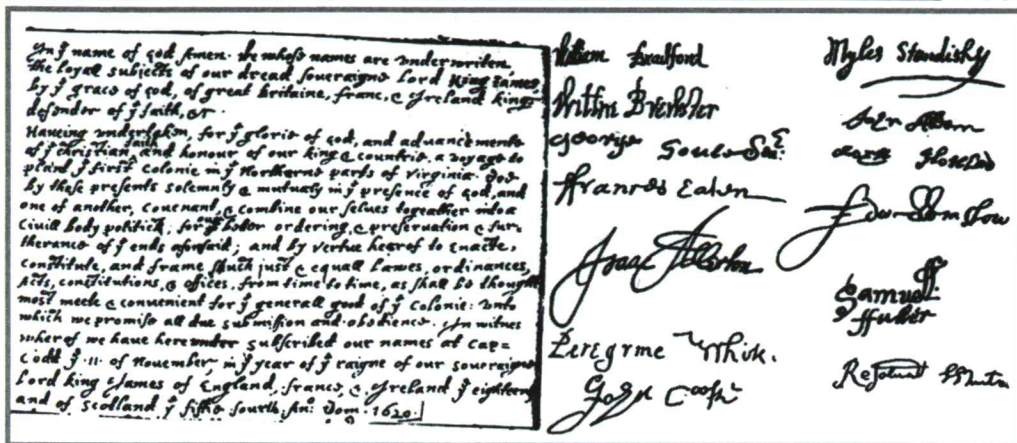 In ẏ name of god Amen. We whose names are underwriten,
the loyall subjects of our dread soveraigne Lord King James
by ẏ grace of god, of great britaine, franc, & Ireland king,
defender of ẏ faith, &c.
Haveing undertaken, for ẏ glorie of god, and advancemente
of ẏ christian faith and honour of our king & countrie, a voyage to
plant ẏ first colonie in ẏ Northerne parts of Virginia. doe
by these presents solemnly & mutualy in ẏ presence of god, and
one of another, covenant, & combine our selves togeather into a
civill body politick; for our better ordering, & preservation & fur=
therance of ẏ ends aforesaid; and by vertue hearof to enacte,
constitute, and frame shuch just & equall lawes, ordinances,
Acts, constitutions, & offices, from time to time, as shall be thought
most meete & convenient for ẏ generall good of ẏ colonie: unto
which we promise all due submission and obedience. In witnes
wherof we have hereunder subscribed our names at Cap=
Codd ẏ .11. of November, in ẏ year of ẏ raigne of our soveraigne
Lord king James of England, france, & Ireland ẏ eighteenth
and of Scotland ẏ fiftie fourth. Ano: Dom. 1620.
William Bradford
Myles Standish
Willm Brewster
George Soule
Francis Eaton
Edw Winslow
Isaac Allerton
Samuell
ffuller
Peregrine White.
John Cooke
Resolved White